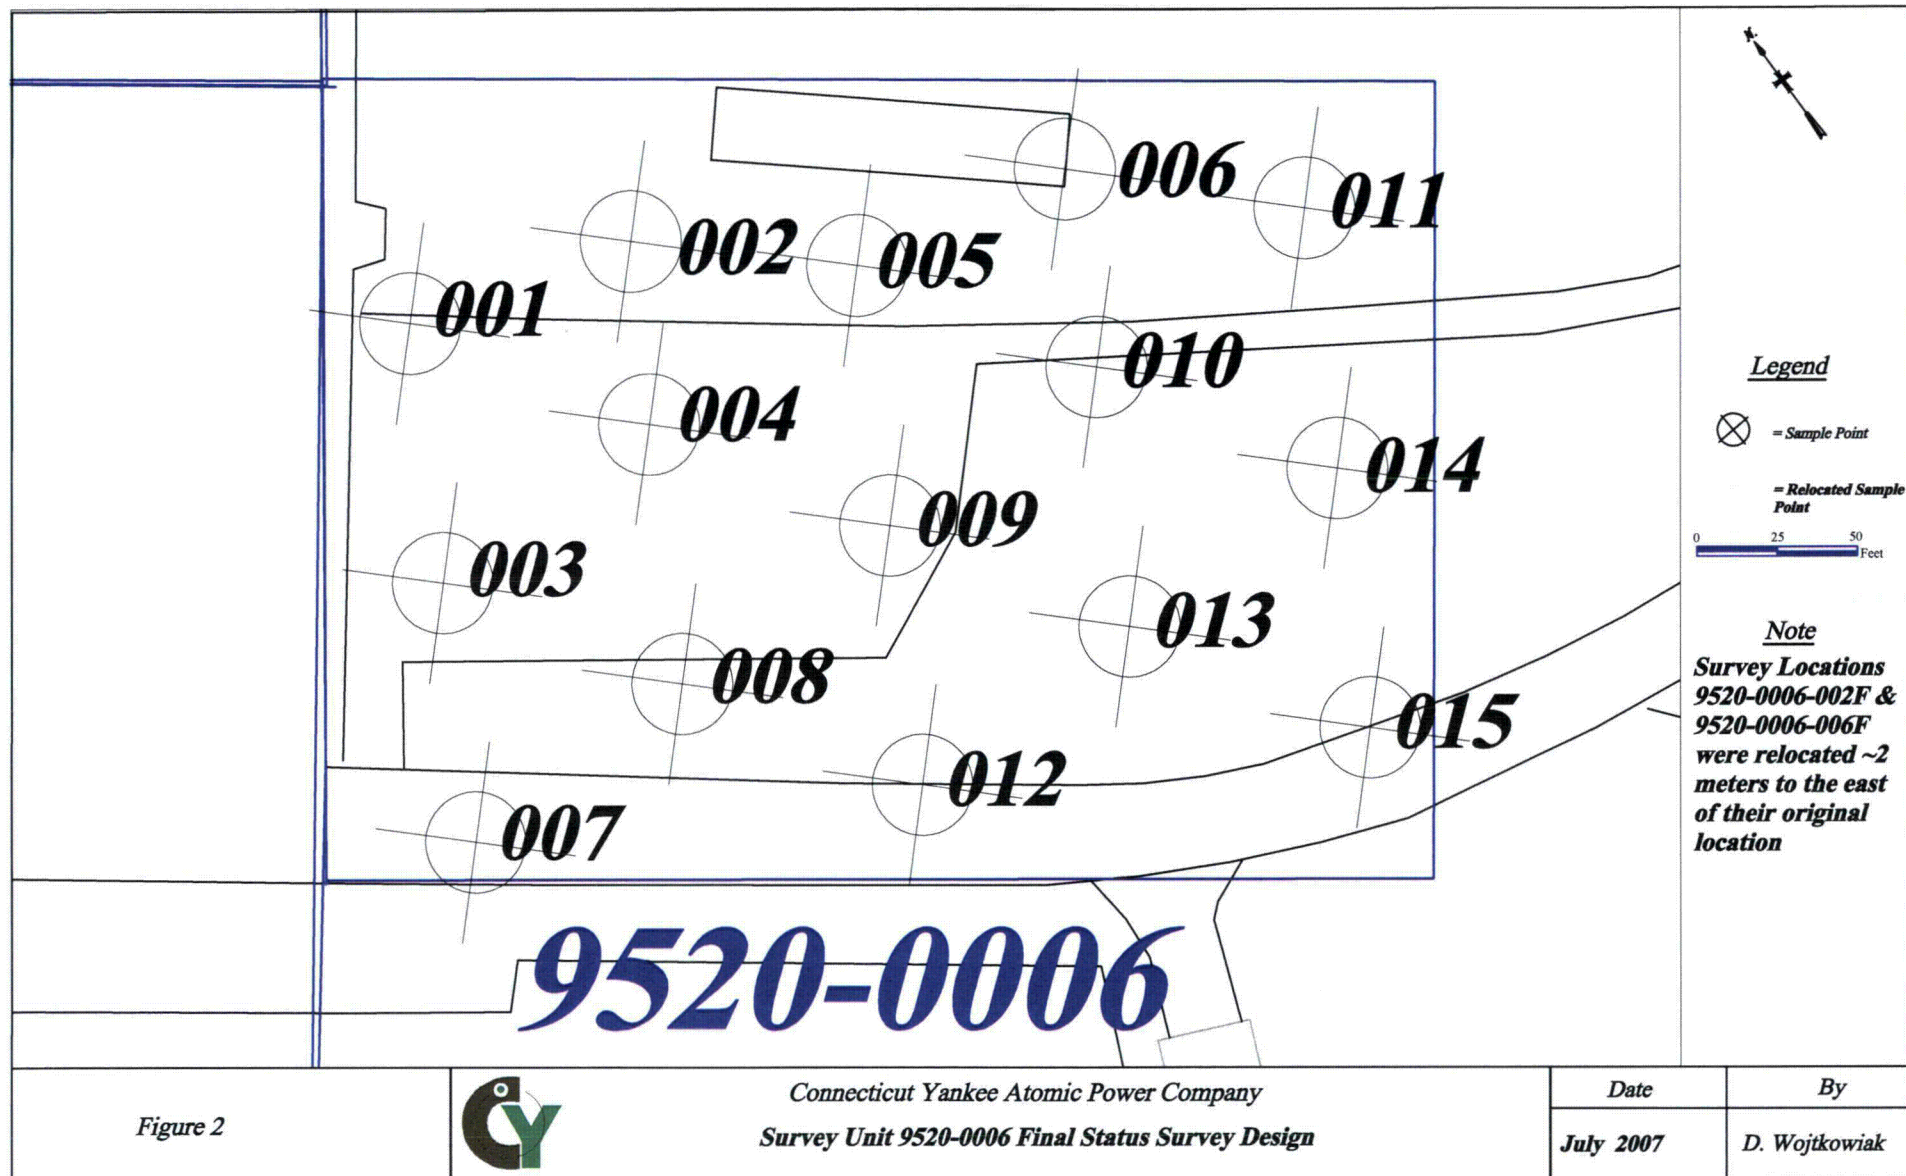 006
011
002
005
001
010
004
014
009
003
013
008
015
012
007
9520-0006
N
Legend
= Sample Point
= Relocated Sample
Point
0 25 50
Feet
Note
Survey Locations
9520-0006-002F &
9520-0006-006F
were relocated ~2
meters to the east
of their original
location
Figure 2
CY
Connecticut Yankee Atomic Power Company
Survey Unit 9520-0006 Final Status Survey Design
Date
July 2007
By
D. Wojtkowiak